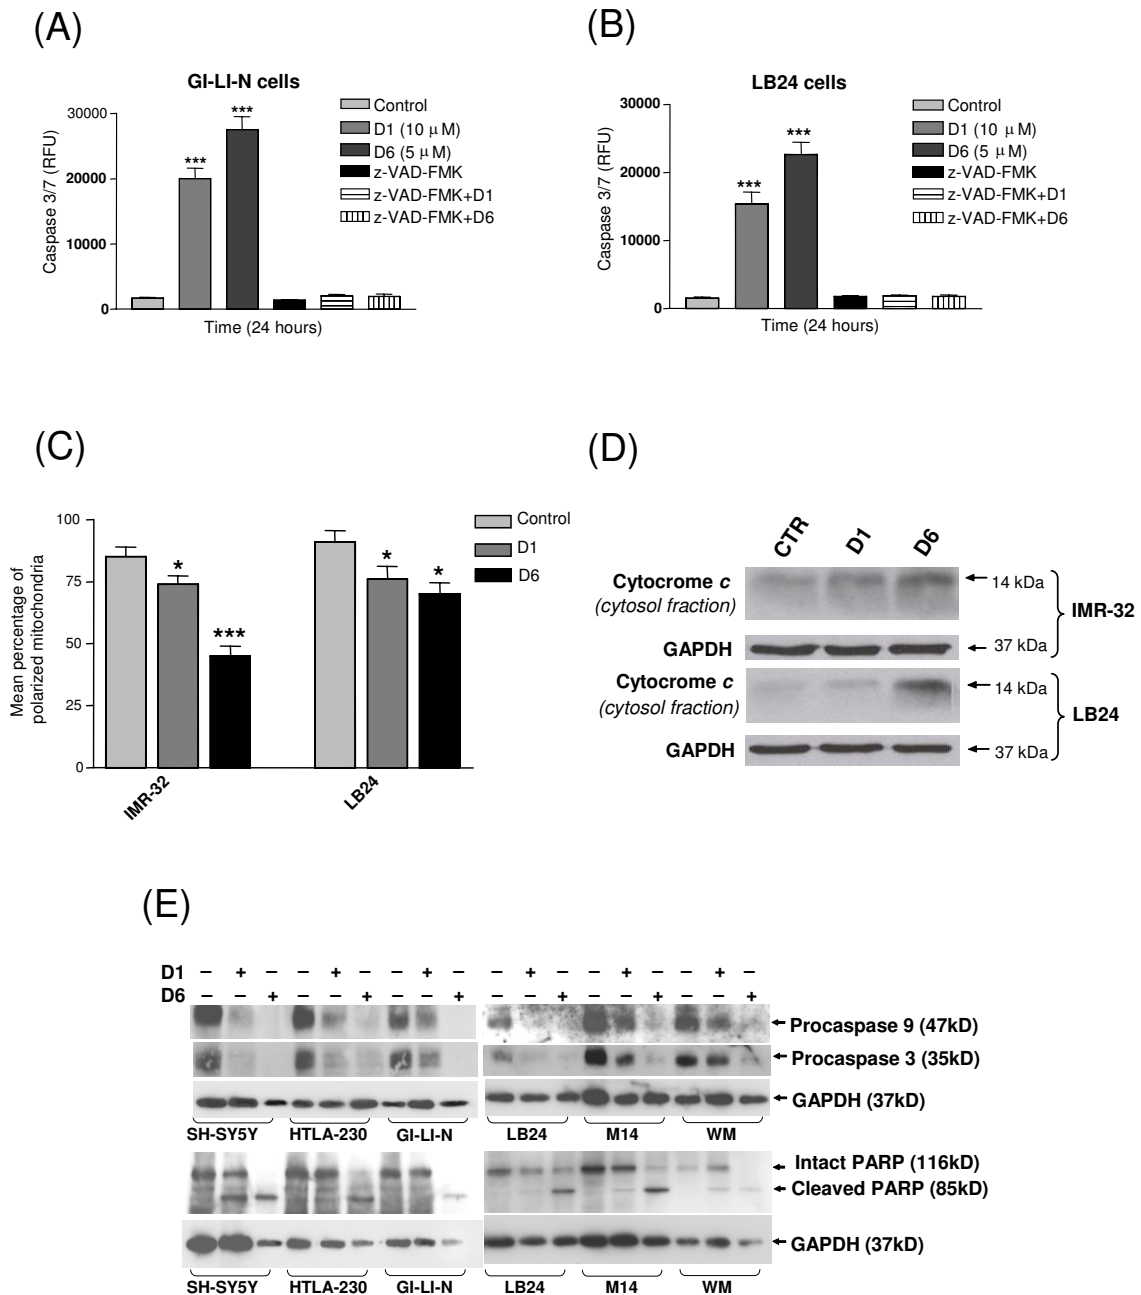 (A)
GI-LI-N cells
Caspase 3/7 (RFU)
30000
20000
10000
0
***
***
Time (24 hours)
Control
D1 (10 μM)
D6 (5 μM)
z-VAD-FMK
z-VAD-FMK+D1
z-VAD-FMK+D6
(B)
LB24 cells
Caspase 3/7 (RFU)
30000
20000
10000
0
***
***
Time (24 hours)
Control
D1 (10 μM)
D6 (5 μM)
z-VAD-FMK
z-VAD-FMK+D1
z-VAD-FMK+D6
(C)
Mean percentage of
polarized mitochondria
100
75
50
25
0
*
***
*
*
IMR-32
LB24
Control
D1
D6
(D)
CTR D1 D6
Cytocrome c
(cytosol fraction)
14 kDa
GAPDH
37 kDa
IMR-32
Cytocrome c
(cytosol fraction)
14 kDa
GAPDH
37 kDa
LB24
(E)
D1 – + – – + – – + – – + – – + – – + –
D6 – – + – – + – – + – – + – – + – – +
Procaspase 9 (47kD)
Procaspase 3 (35kD)
GAPDH (37kD)
SH-SY5Y HTLA-230 GI-LI-N LB24 M14 WM
Intact PARP (116kD)
Cleaved PARP (85kD)
GAPDH (37kD)
SH-SY5Y HTLA-230 GI-LI-N LB24 M14 WM